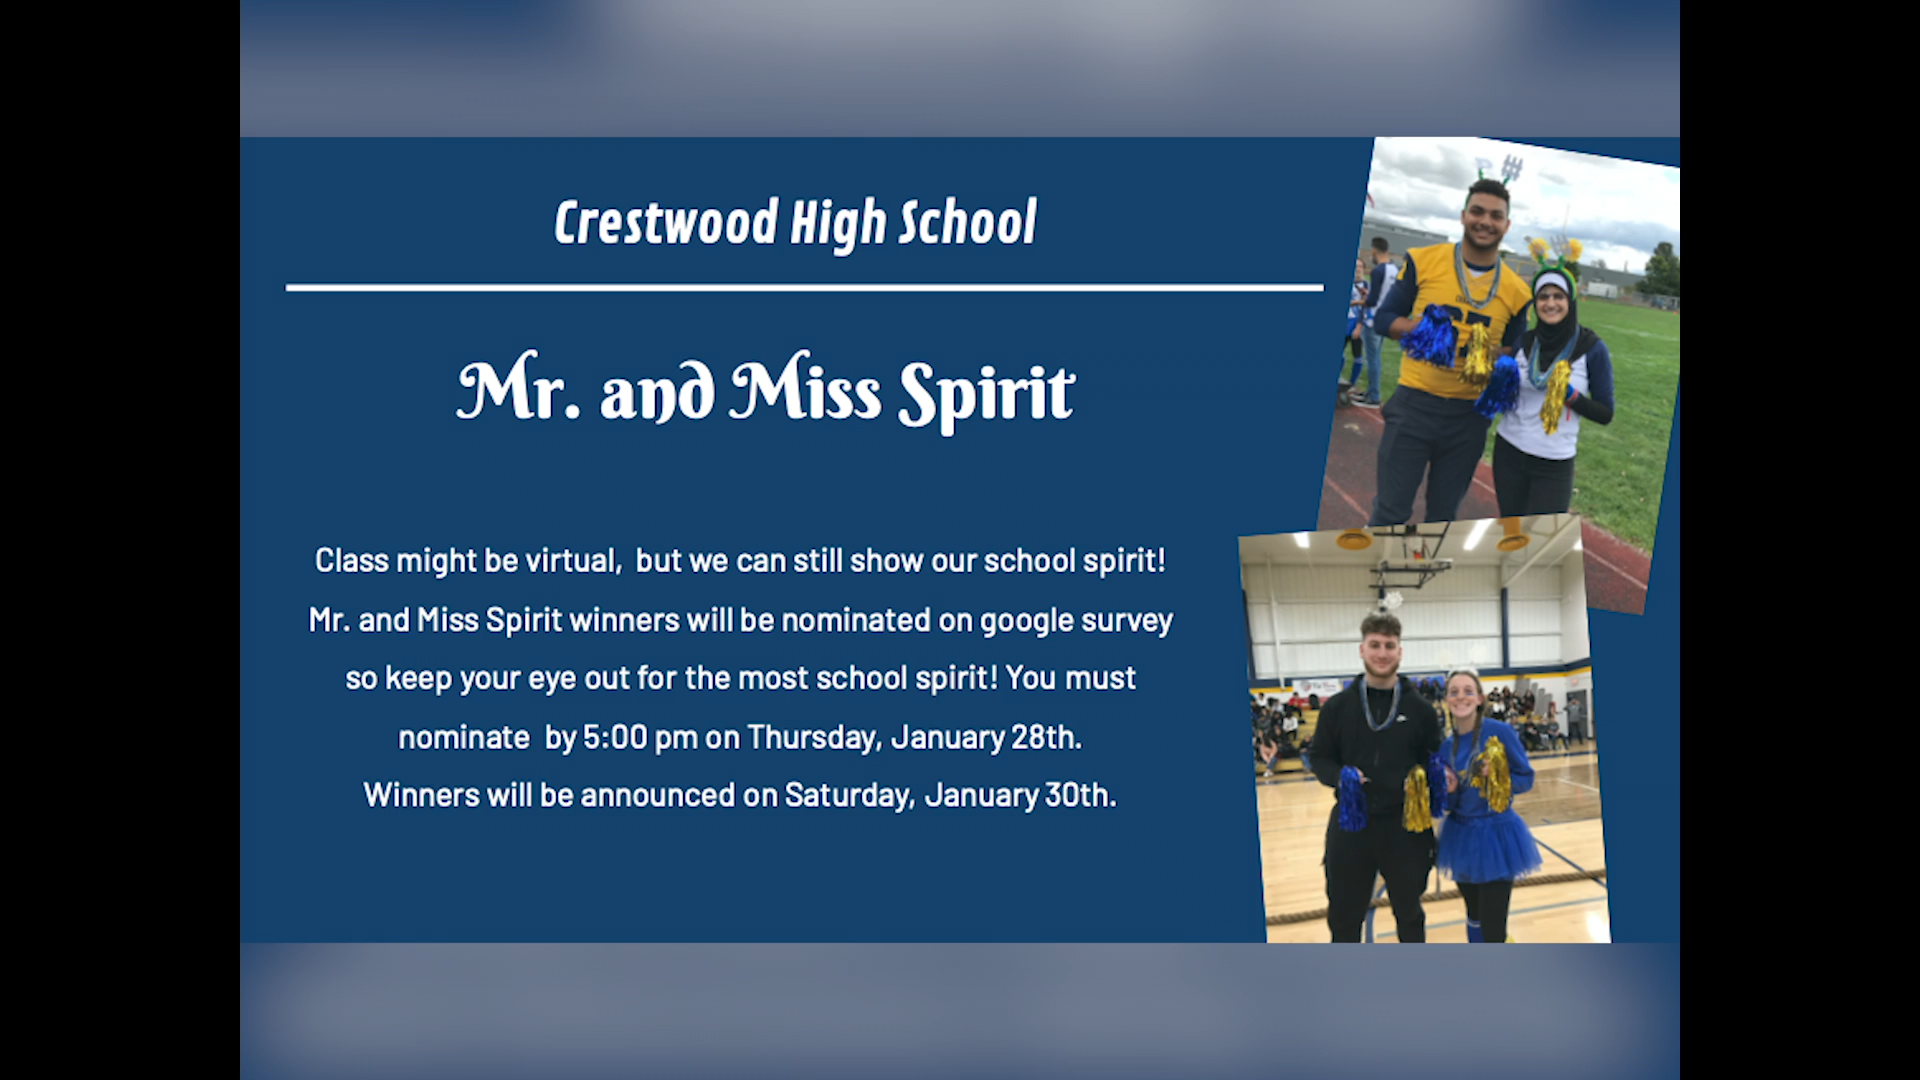 Crestwood High School
Mr. and Miss Spirit
Class might be virtual, but we can still show our school spirit!
Mr. and Miss Spirit winners will be nominated on google survey
so keep your eye out for the most school spirit! You must
nominate by 5:00 pm on Thursday, January 28th.
Winners will be announced on Saturday, January 30th.
#